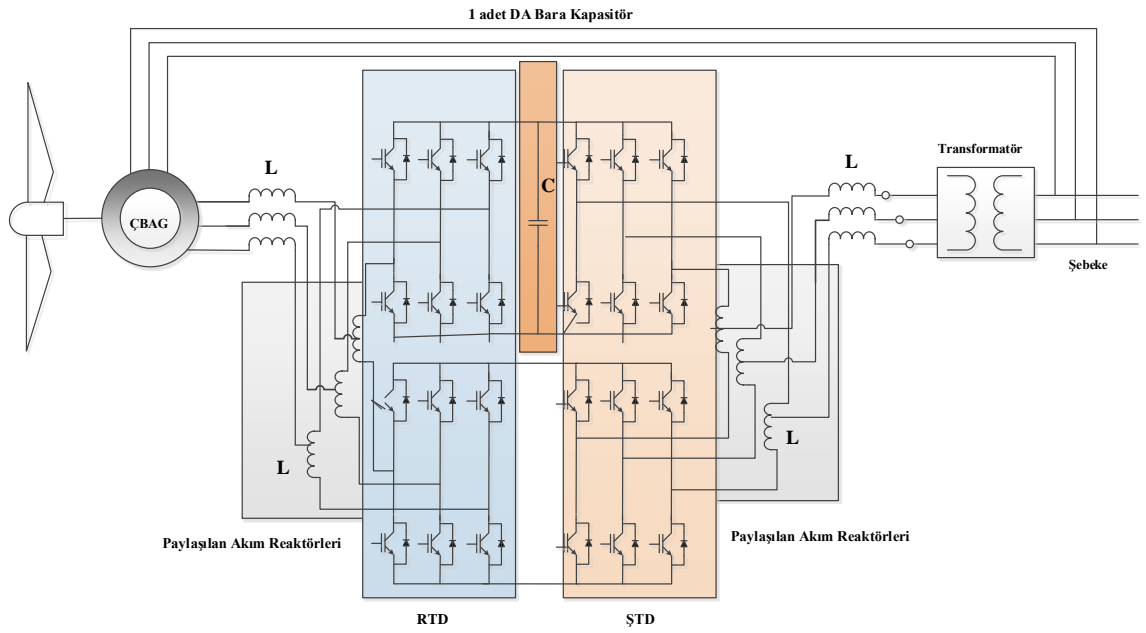 1 adet DA Bara Kapasitör
Transformatör
L
L
C
ÇBAG
Şebeke
L
L
Paylaşılan Akım Reaktörleri
Paylaşılan Akım Reaktörleri
RTD
ŞTD